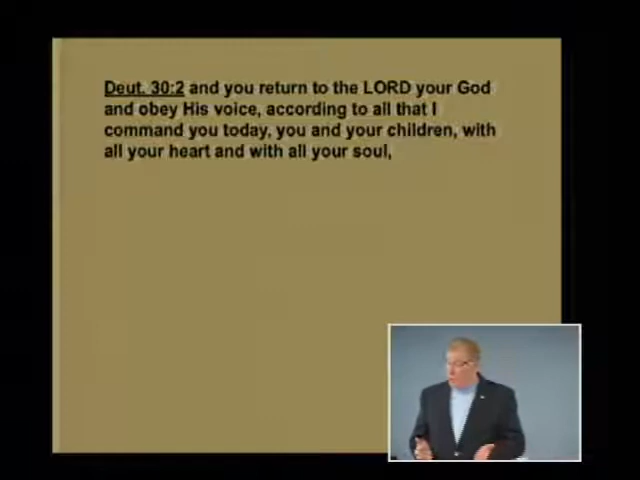 Deut. 30:2 and you return to the LORD your God
and obey His voice, according to all that I
command you today, you and your children, with
all your heart and with all your soul,